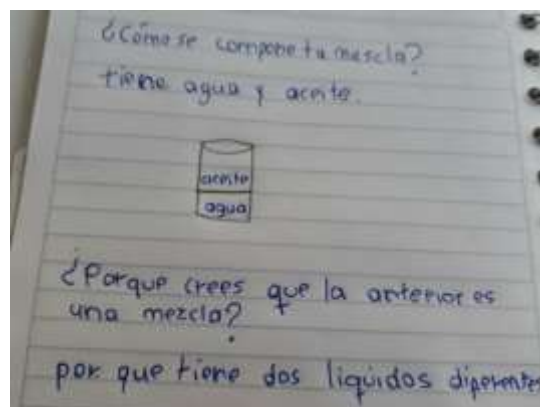 ¿Cómo se compone tu mescla?
tiene agua y aceite.
aceite
agua
¿Porque crees que la anterior es
una mezcla?
por que tiene dos liquidos diferentes